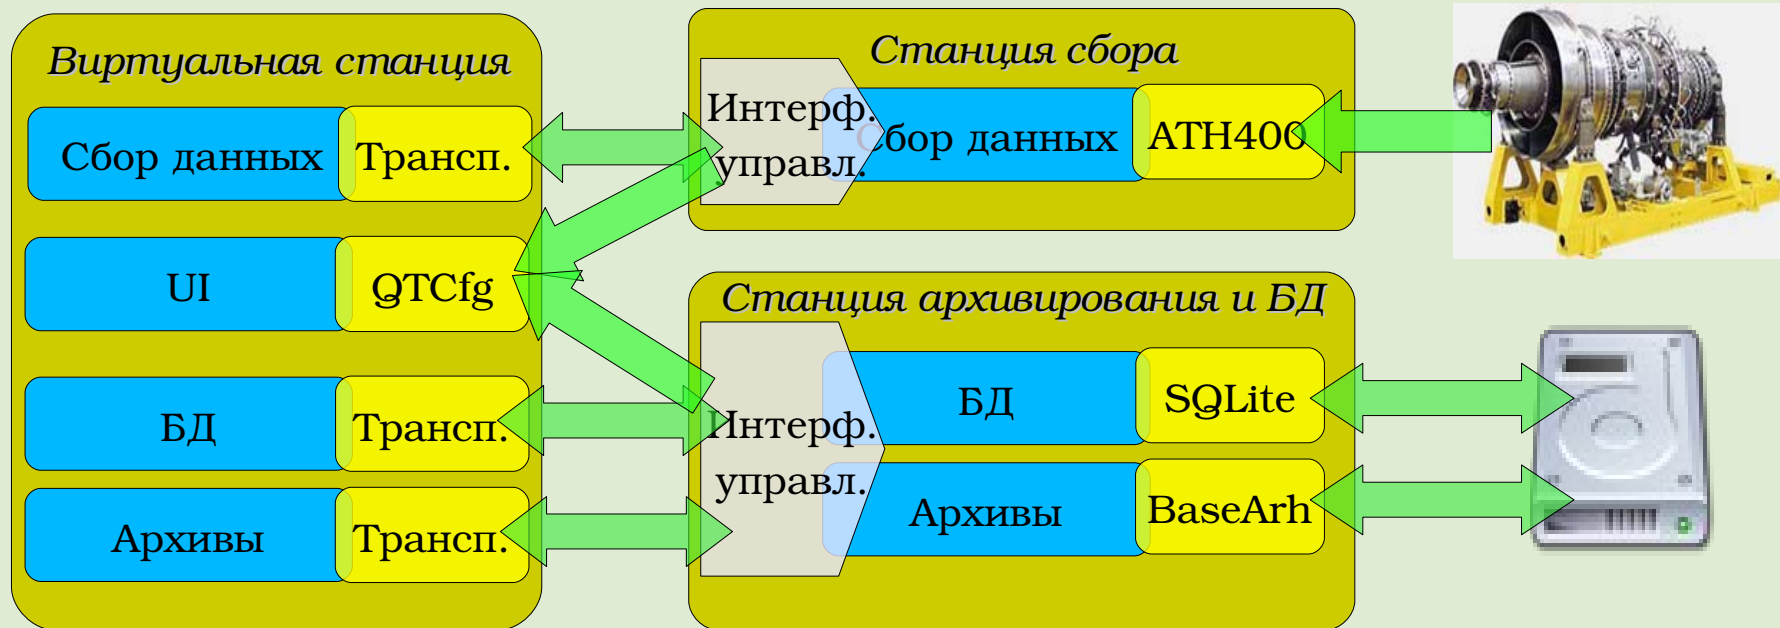 Виртуальная станция
Сбор данных
Трансп.
UI
QTCfg
БД
Трансп.
Архивы
Трансп.
Станция сбора
Интерф.
управл.
Сбор данных
ATH400
Станция архивирования и БД
Интерф.
управл.
БД
SQLite
Архивы
BaseArh